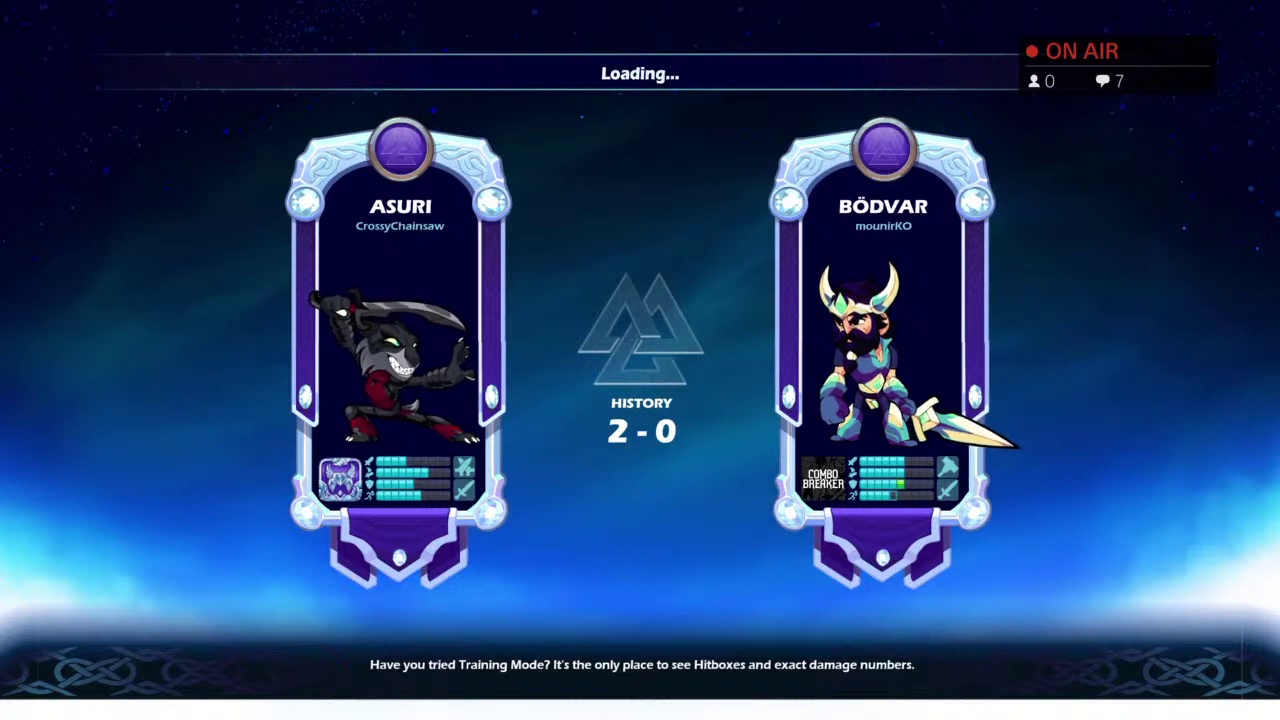 ON AIR
0 7
Loading...
ASURI
CrossyChainsaw
BÖDVAR
mounirKO
HISTORY
2 - 0
COMBO
BREAKER
Have you tried Training Mode? It's the only place to see Hitboxes and exact damage numbers.